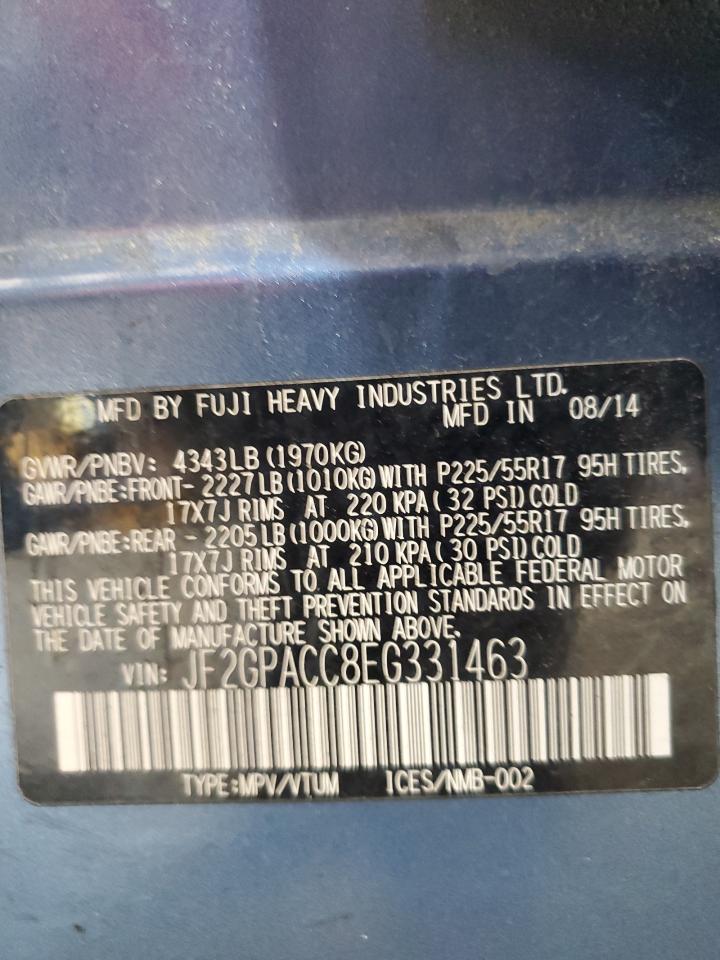 MFD BY FUJI HEAVY INDUSTRIES LTD.
MFD IN 08/14
GVWR/PNBV: 4343LB (1970KG)
GAWR/PNBE:FRONT- 2227LB (1010KG) WITH P225/55R17 95H TIRES,
17X7J RIMS AT 220 KPA ( 32 PSI) COLD
GAWR/PNBE:REAR - 2205LB (1000KG) WITH P225/55R17 95H TIRES,
17X7J RIMS AT 210 KPA ( 30 PSI) COLD
THIS VEHICLE CONFORMS TO ALL APPLICABLE FEDERAL MOTOR
VEHICLE SAFETY AND THEFT PREVENTION STANDARDS IN EFFECT ON
THE DATE OF MANUFACTURE SHOWN ABOVE.
VIN: JF2GPACC8EG331463
TYPE:MPV/VTUM ICES/NMB-002